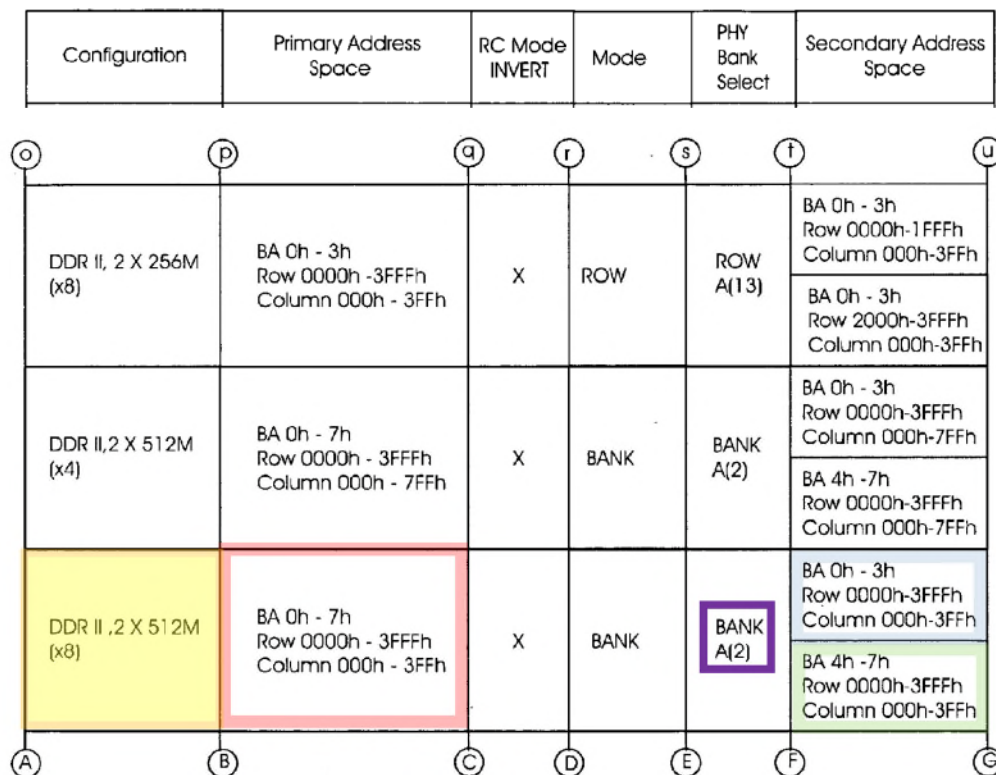 Configuration
Primary Address
Space
RC Mode
INVERT
Mode
PHY
Bank
Select
Secondary Address
Space
o
p
q
r
s
t
u
DDR II, 2 X 256M
(x8)
BA 0h - 3h
Row 0000h -3FFFh
Column 000h - 3FFh
X
ROW
ROW
A(13)
BA 0h - 3h
Row 0000h-1FFFh
Column 000h-3FFh
BA 0h - 3h
Row 2000h-3FFFh
Column 000h-3FFh
DDR II,2 X 512M
(x4)
BA 0h - 7h
Row 0000h - 3FFFh
Column 000h - 7FFh
X
BANK
BANK
A(2)
BA 0h - 3h
Row 0000h-3FFFh
Column 000h-7FFh
BA 4h -7h
Row 0000h-3FFFh
Column 000h-7FFh
DDR II ,2 X 512M
(x8)
BA 0h - 7h
Row 0000h - 3FFFh
Column 000h - 3FFh
X
BANK
BANK
A(2)
BA 0h - 3h
Row 0000h-3FFFh
Column 000h-3FFh
BA 4h -7h
Row 0000h-3FFFh
Column 000h-3FFh
A
B
C
D
E
F
G